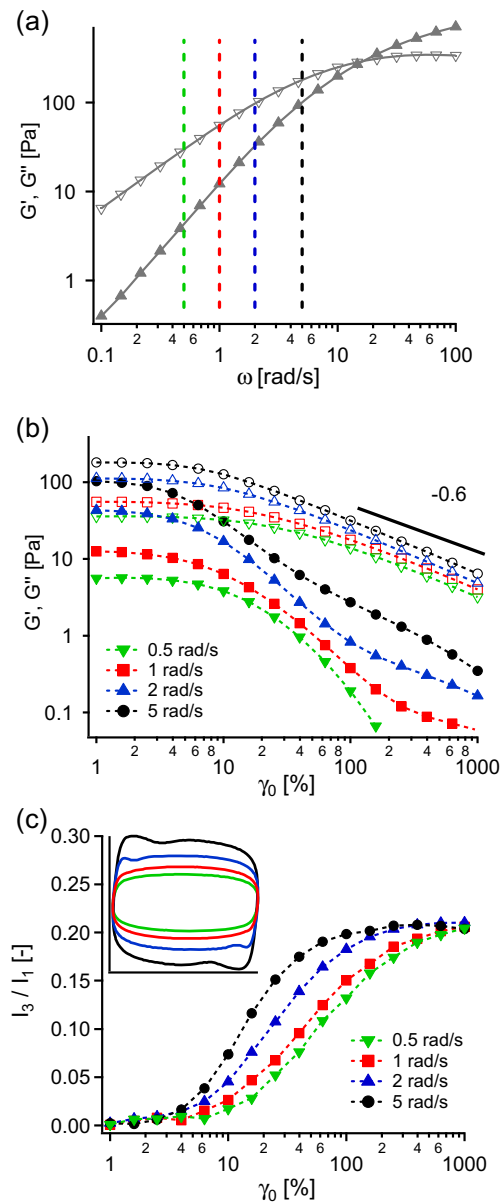 (a)
G', G'' [Pa]
100
10
1
0.1 2 4 6 1 2 4 6 10 2 4 6 100
ω [rad/s]
(b)
G', G'' [Pa]
100
10
1
0.1
-0.6
0.5 rad/s
1 rad/s
2 rad/s
5 rad/s
1 2 4 6 8 10 2 4 6 8 100 2 4 6 8 1000
γ0 [%]
(c)
I3 / I1 [-]
0.30
0.25
0.20
0.15
0.10
0.05
0.00
0.5 rad/s
1 rad/s
2 rad/s
5 rad/s
1 2 4 6 10 2 4 6 100 2 4 6 1000
γ0 [%]